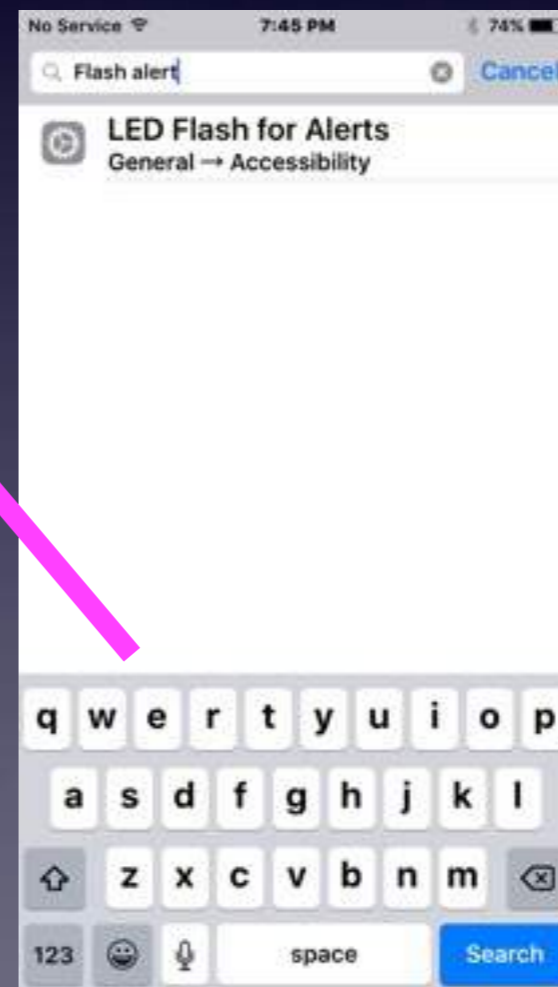 No Service 7:45 PM 74%
Flash alert Cancel
LED Flash for Alerts
General → Accessibility
q w e r t y u i o p
a s d f g h j k l
z x c v b n m
123 space Search